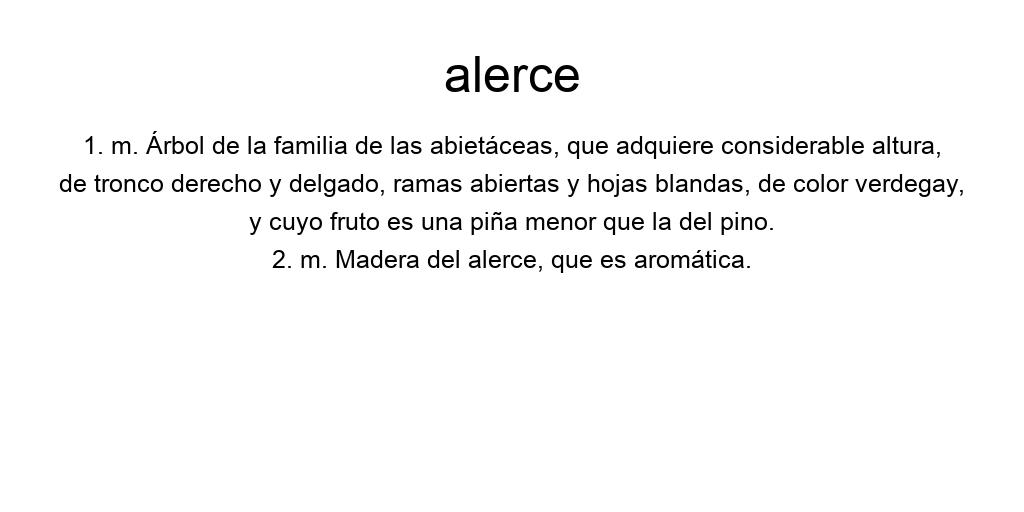 alerce
1. m. Árbol de la familia de las abietáceas, que adquiere considerable altura,
de tronco derecho y delgado, ramas abiertas y hojas blandas, de color verdegay,
y cuyo fruto es una piña menor que la del pino.
2. m. Madera del alerce, que es aromática.